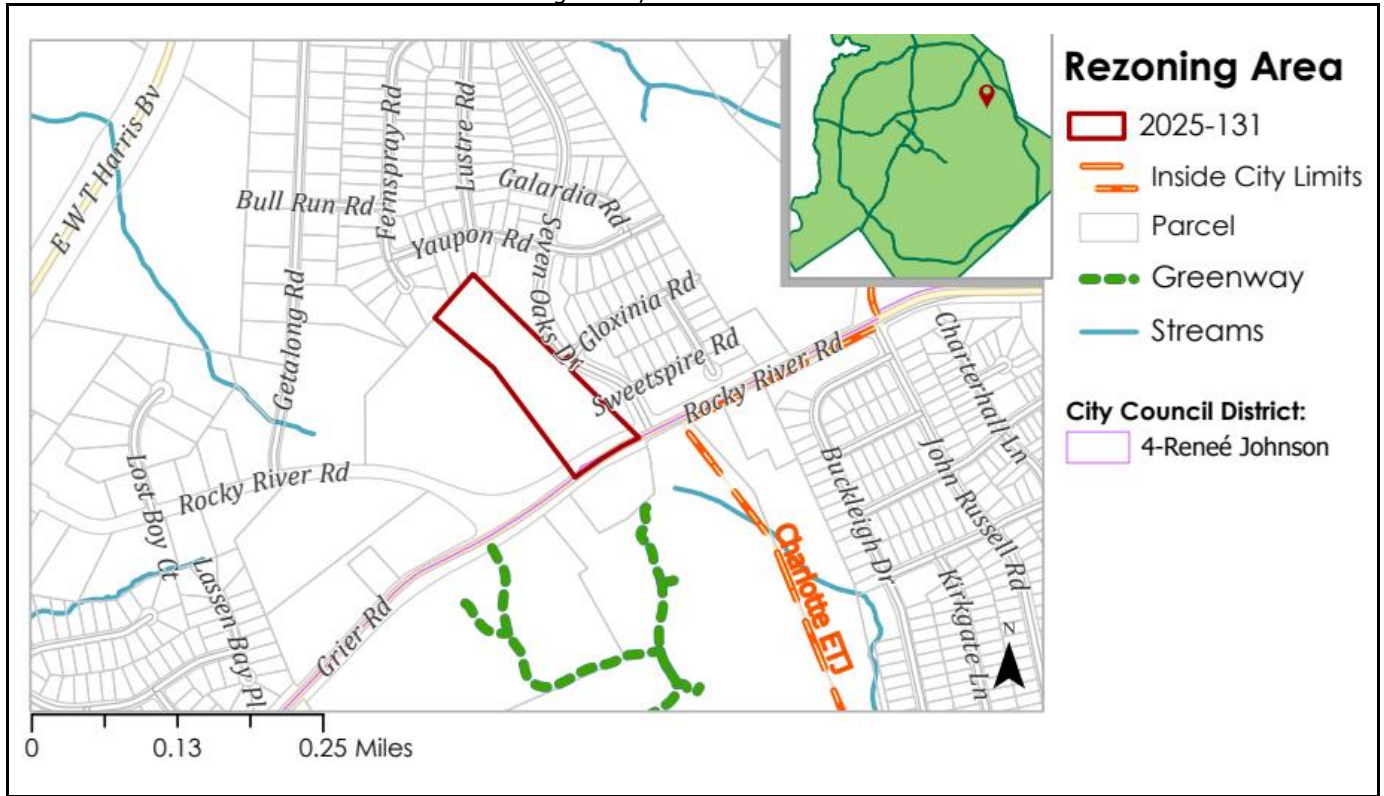 E W T Harris Bv
Fernspray Rd
Lustre Rd
Bull Run Rd
Galardia Rd
Yaupon Rd
Seven Oaks Dr
Gloxinia Rd
Getalong Rd
Sweetspire Rd
Rocky River Rd
Charterhall Ln
Rocky River Rd
Lost Boy Ct
Lassen Bay Pl
Grier Rd
Buckleigh Dr
John Russell Rd
Kirkgate Ln
Charlotte ETJ
N
0 0.13 0.25 Miles
Rezoning Area
2025-131
Inside City Limits
Parcel
Greenway
Streams
City Council District:
4-Reneé Johnson